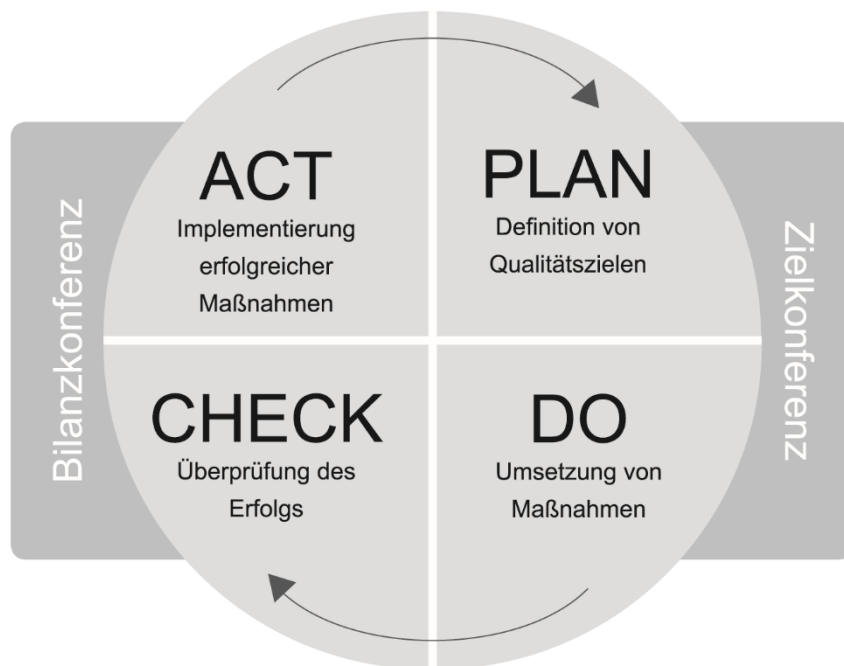 ACT
Implementierung
erfolgreicher
Maßnahmen
PLAN
Definition von
Qualitätszielen
CHECK
Überprüfung des
Erfolgs
DO
Umsetzung von
Maßnahmen
Bilanzkonferenz
Zielkonferenz